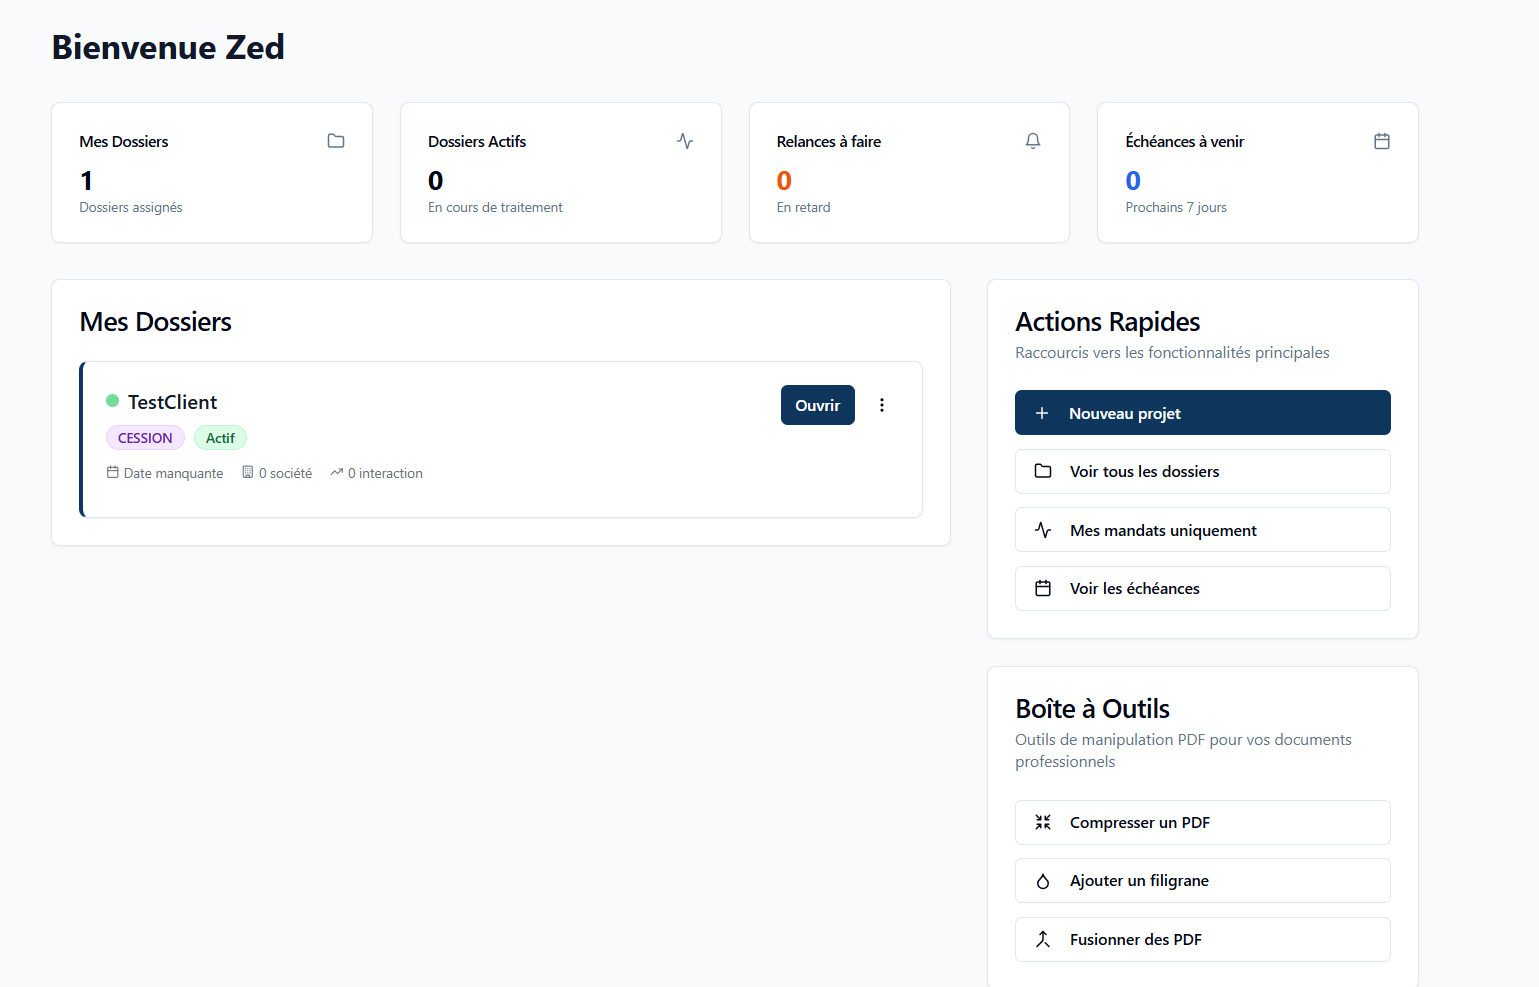 Bienvenue Zed
Mes Dossiers
1
Dossiers assignés
Dossiers Actifs
0
En cours de traitement
Relances à faire
0
En retard
Échéances à venir
0
Prochains 7 jours
Mes Dossiers
TestClient
Ouvrir
CESSION Actif
Date manquante 0 société 0 interaction
Actions Rapides
Raccourcis vers les fonctionnalités principales
Nouveau projet
Voir tous les dossiers
Mes mandats uniquement
Voir les échéances
Boîte à Outils
Outils de manipulation PDF pour vos documents
professionnels
Compresser un PDF
Ajouter un filigrane
Fusionner des PDF